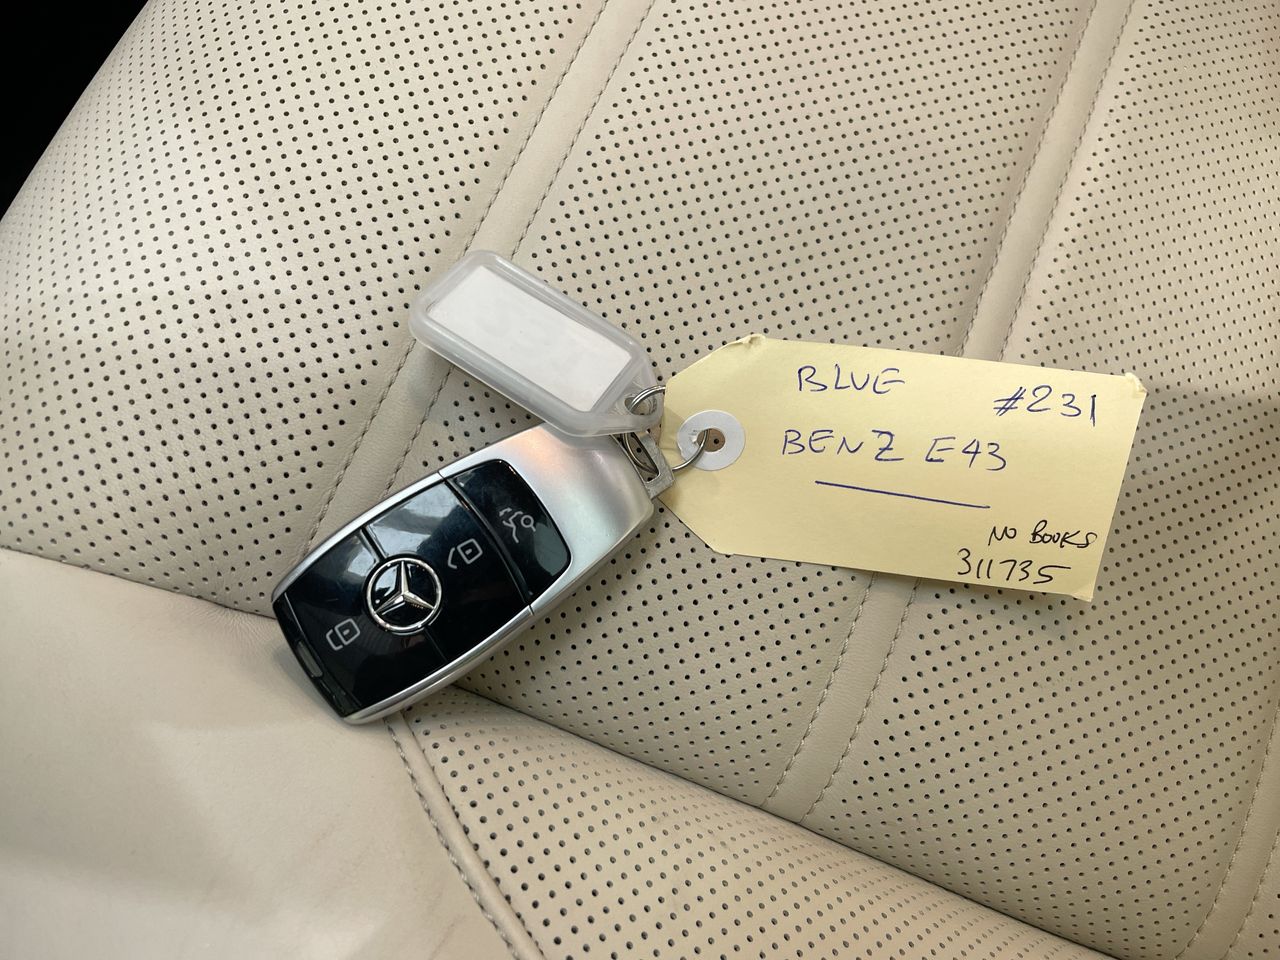 BLUE #231
BENZ E43
NO BOOKS
311735